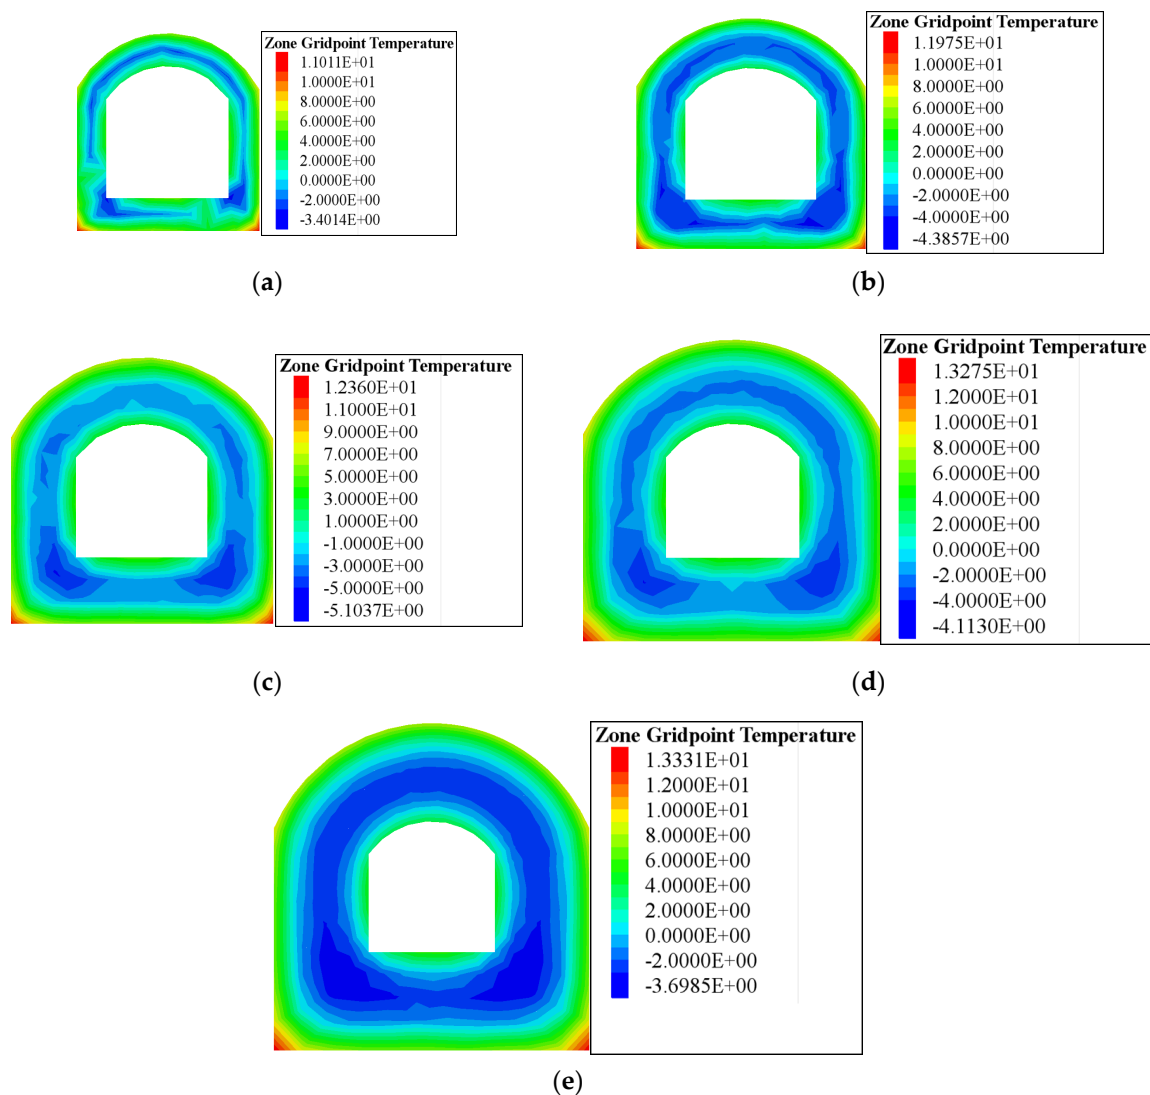 Zone Gridpoint Temperature
1.1011E+01
1.0000E+01
8.0000E+00
6.0000E+00
4.0000E+00
2.0000E+00
0.0000E+00
-2.0000E+00
-3.4014E+00
(a)
Zone Gridpoint Temperature
1.1975E+01
1.0000E+01
8.0000E+00
6.0000E+00
4.0000E+00
2.0000E+00
0.0000E+00
-2.0000E+00
-4.0000E+00
-4.3857E+00
(b)
Zone Gridpoint Temperature
1.2360E+01
1.1000E+01
9.0000E+00
7.0000E+00
5.0000E+00
3.0000E+00
1.0000E+00
-1.0000E+00
-3.0000E+00
-5.0000E+00
-5.1037E+00
(c)
Zone Gridpoint Temperature
1.3275E+01
1.2000E+01
1.0000E+01
8.0000E+00
6.0000E+00
4.0000E+00
2.0000E+00
0.0000E+00
-2.0000E+00
-4.0000E+00
-4.1130E+00
(d)
Zone Gridpoint Temperature
1.3331E+01
1.2000E+01
1.0000E+01
8.0000E+00
6.0000E+00
4.0000E+00
2.0000E+00
0.0000E+00
-2.0000E+00
-3.6985E+00
(e)